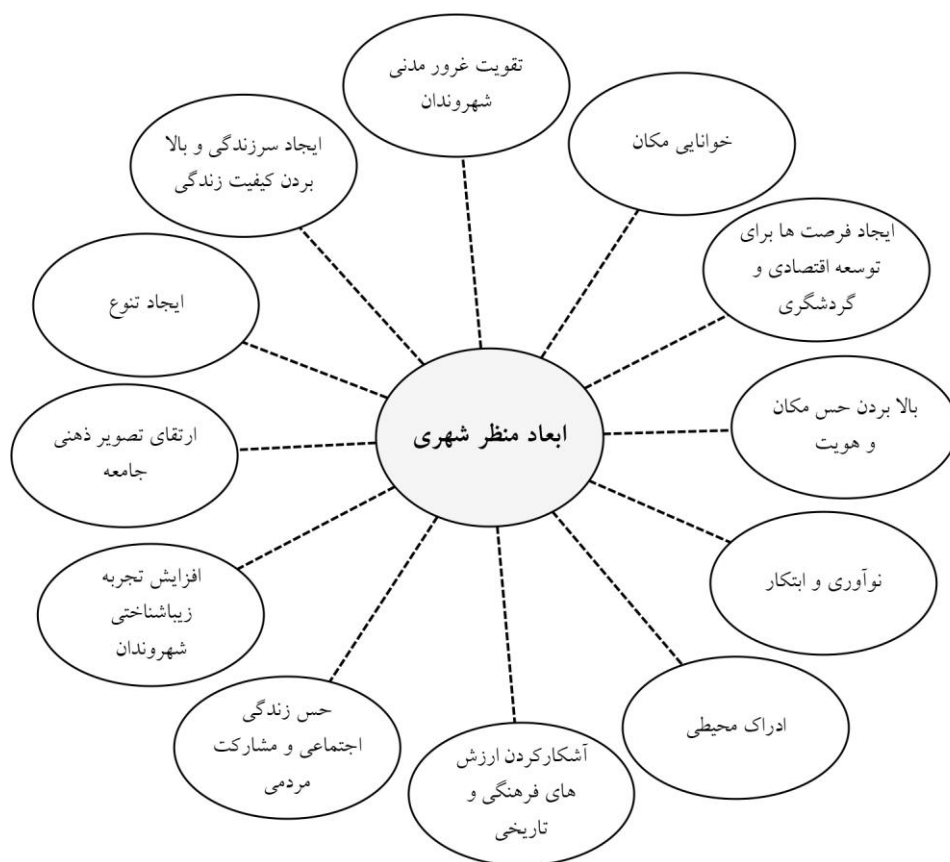 تقویت غرور مدنی
شهروندان
خوانایی مکان
ایجاد فرصت ها برای
توسعه اقتصادی و
گردشگری
بالا بردن حس مکان
و هویت
نوآوری و ابتکار
ادراک محیطی
آشکارکردن ارزش
های فرهنگی و
تاریخی
حس زندگی
اجتماعی و مشارکت
مردمی
افزایش تجربه
زیباشناختی
شهروندان
ارتقای تصویر ذهنی
جامعه
ایجاد تنوع
ایجاد سرزندگی و بالا
بردن کیفیت زندگی
ابعاد منظر شهری